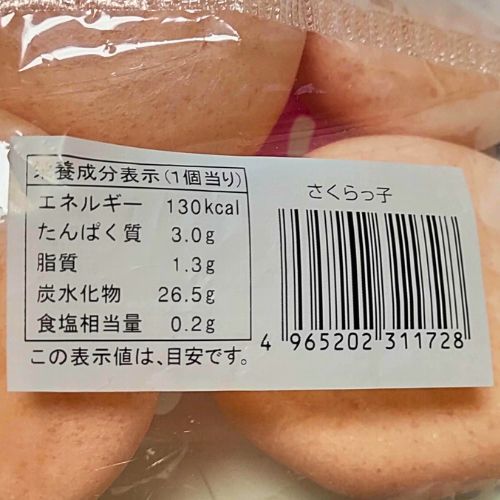 栄養成分表示(1個当り)
エネルギー 130kcal
たんぱく質 3.0g
脂質 1.3g
炭水化物 26.5g
食塩相当量 0.2g
この表示値は、目安です。
さくらっ子
4 965202 311728